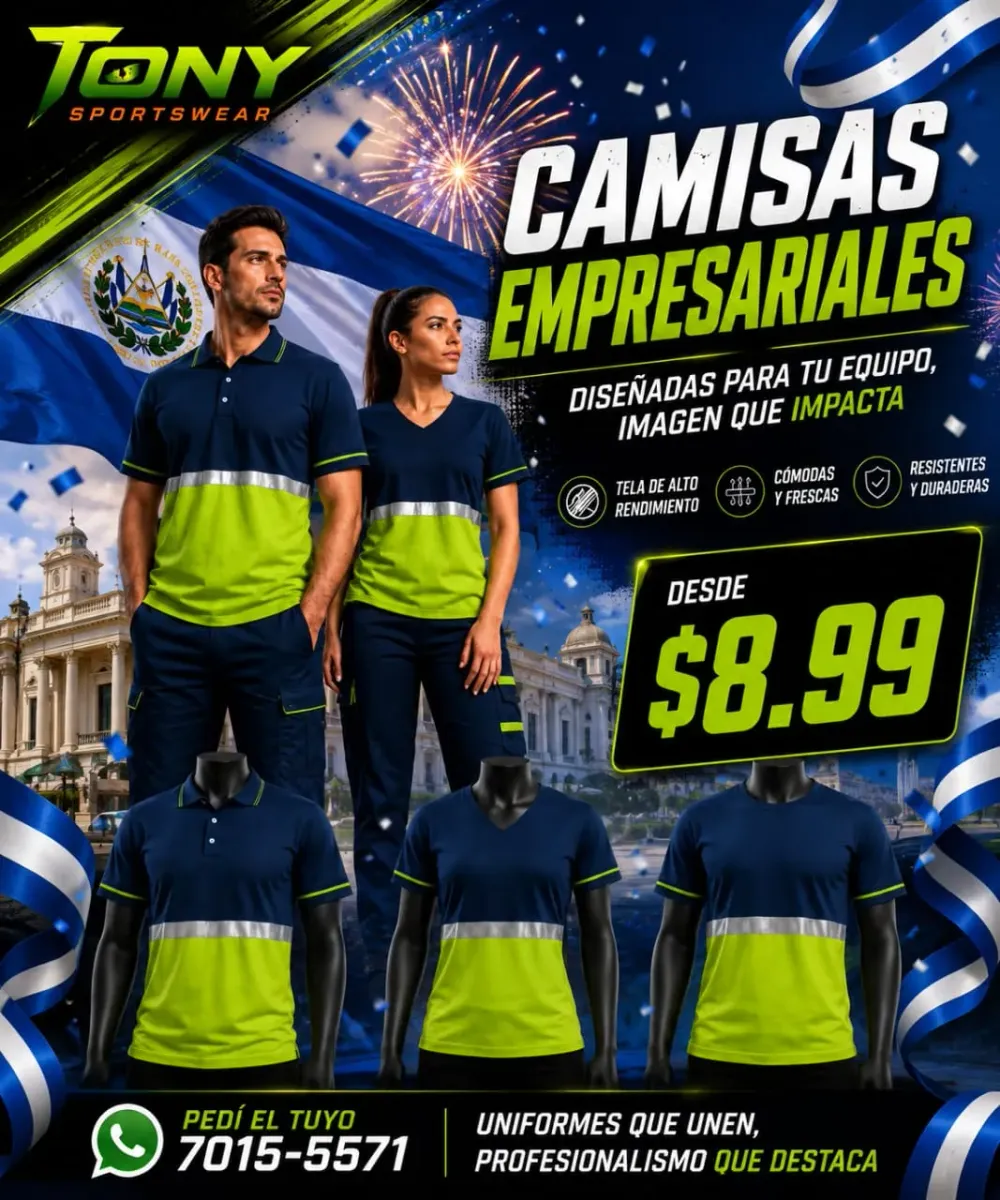 TONY
SPORTSWEAR
CAMISAS
EMPRESARIALES
DISEÑADAS PARA TU EQUIPO,
IMAGEN QUE IMPACTA
TELA DE ALTO
RENDIMIENTO
CÓMODAS
Y FRESCAS
RESISTENTES
Y DURADERAS
DESDE
$8.99
PEDÍ EL TUYO
7015-5571
UNIFORMES QUE UNEN,
PROFESIONALISMO QUE DESTACA